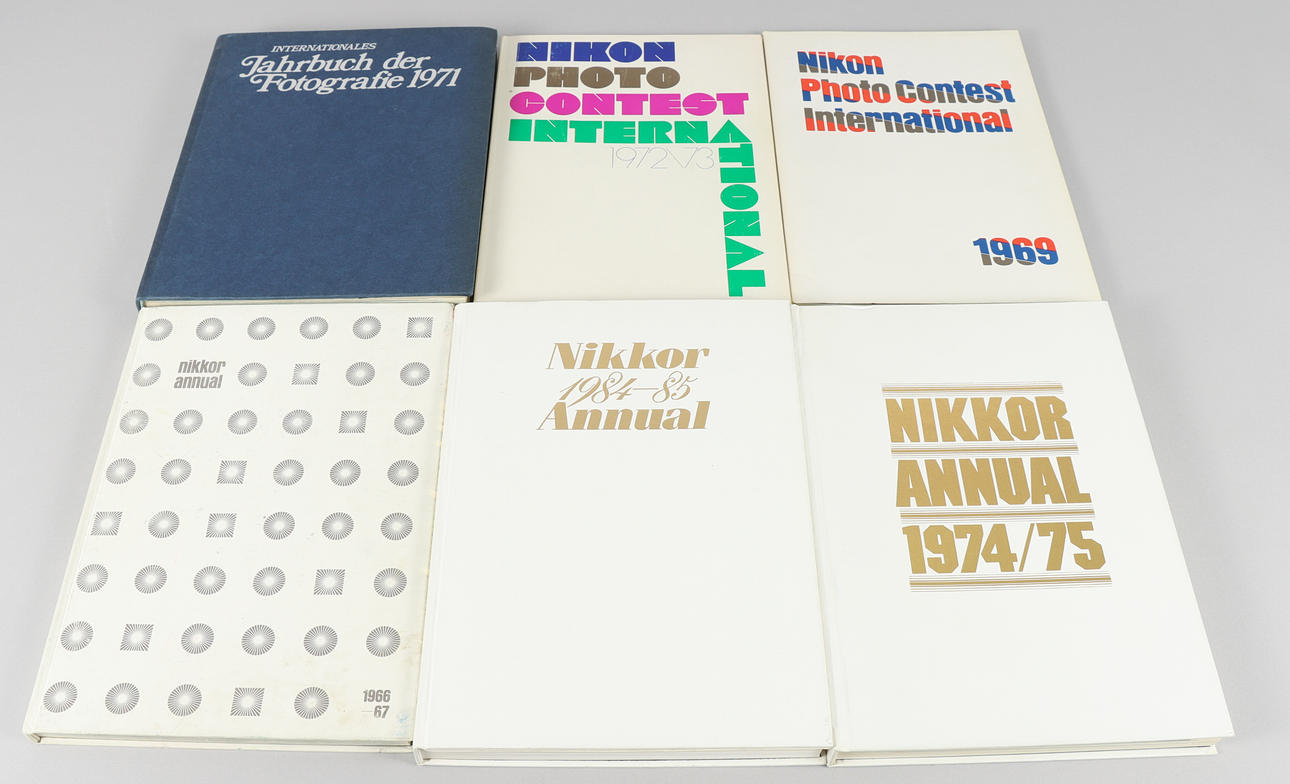 INTERNATIONALES
Jahrbuch der
Fotografie 1971
NIKON
PHOTO
CONTEST
INTERNATIONAL
1972\73
Nikon
Photo Contest
International
1969
nikkor
annual
1966
—67
Nikkor
1984—85
Annual
NIKKOR
ANNUAL
1974/75